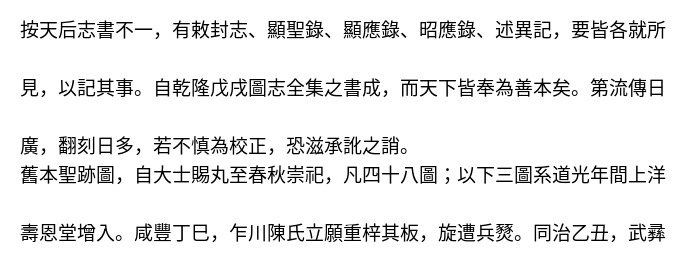 按天后志書不一，有敕封志、顯聖錄、顯應錄、昭應錄、述異記，要皆各就所
見，以記其事。自乾隆戊戌圖志全集之書成，而天下皆奉為善本矣。第流傳日
廣，翻刻日多，若不慎為校正，恐滋承訛之誚。
舊本聖跡圖，自大士賜丸至春秋崇祀，凡四十八圖；以下三圖系道光年間上洋
壽恩堂增入。咸豐丁巳，乍川陳氏立願重梓其板，旋遭兵燹。同治乙丑，武彝